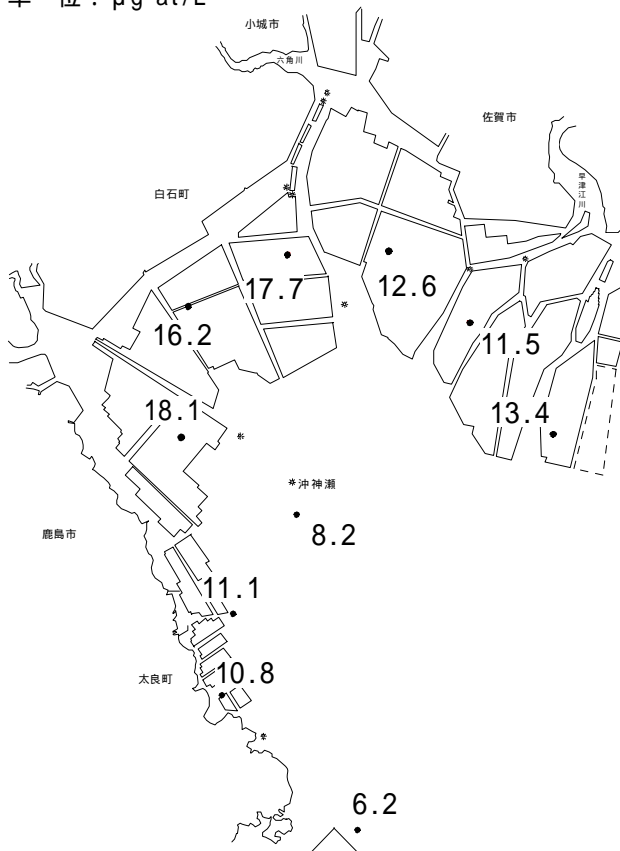 単 位：μg at/L
小城市
六角川
佐賀市
早津江川
白石町
17.7
12.6
16.2
11.5
18.1
13.4
沖神瀬
8.2
鹿島市
11.1
太良町
10.8
6.2